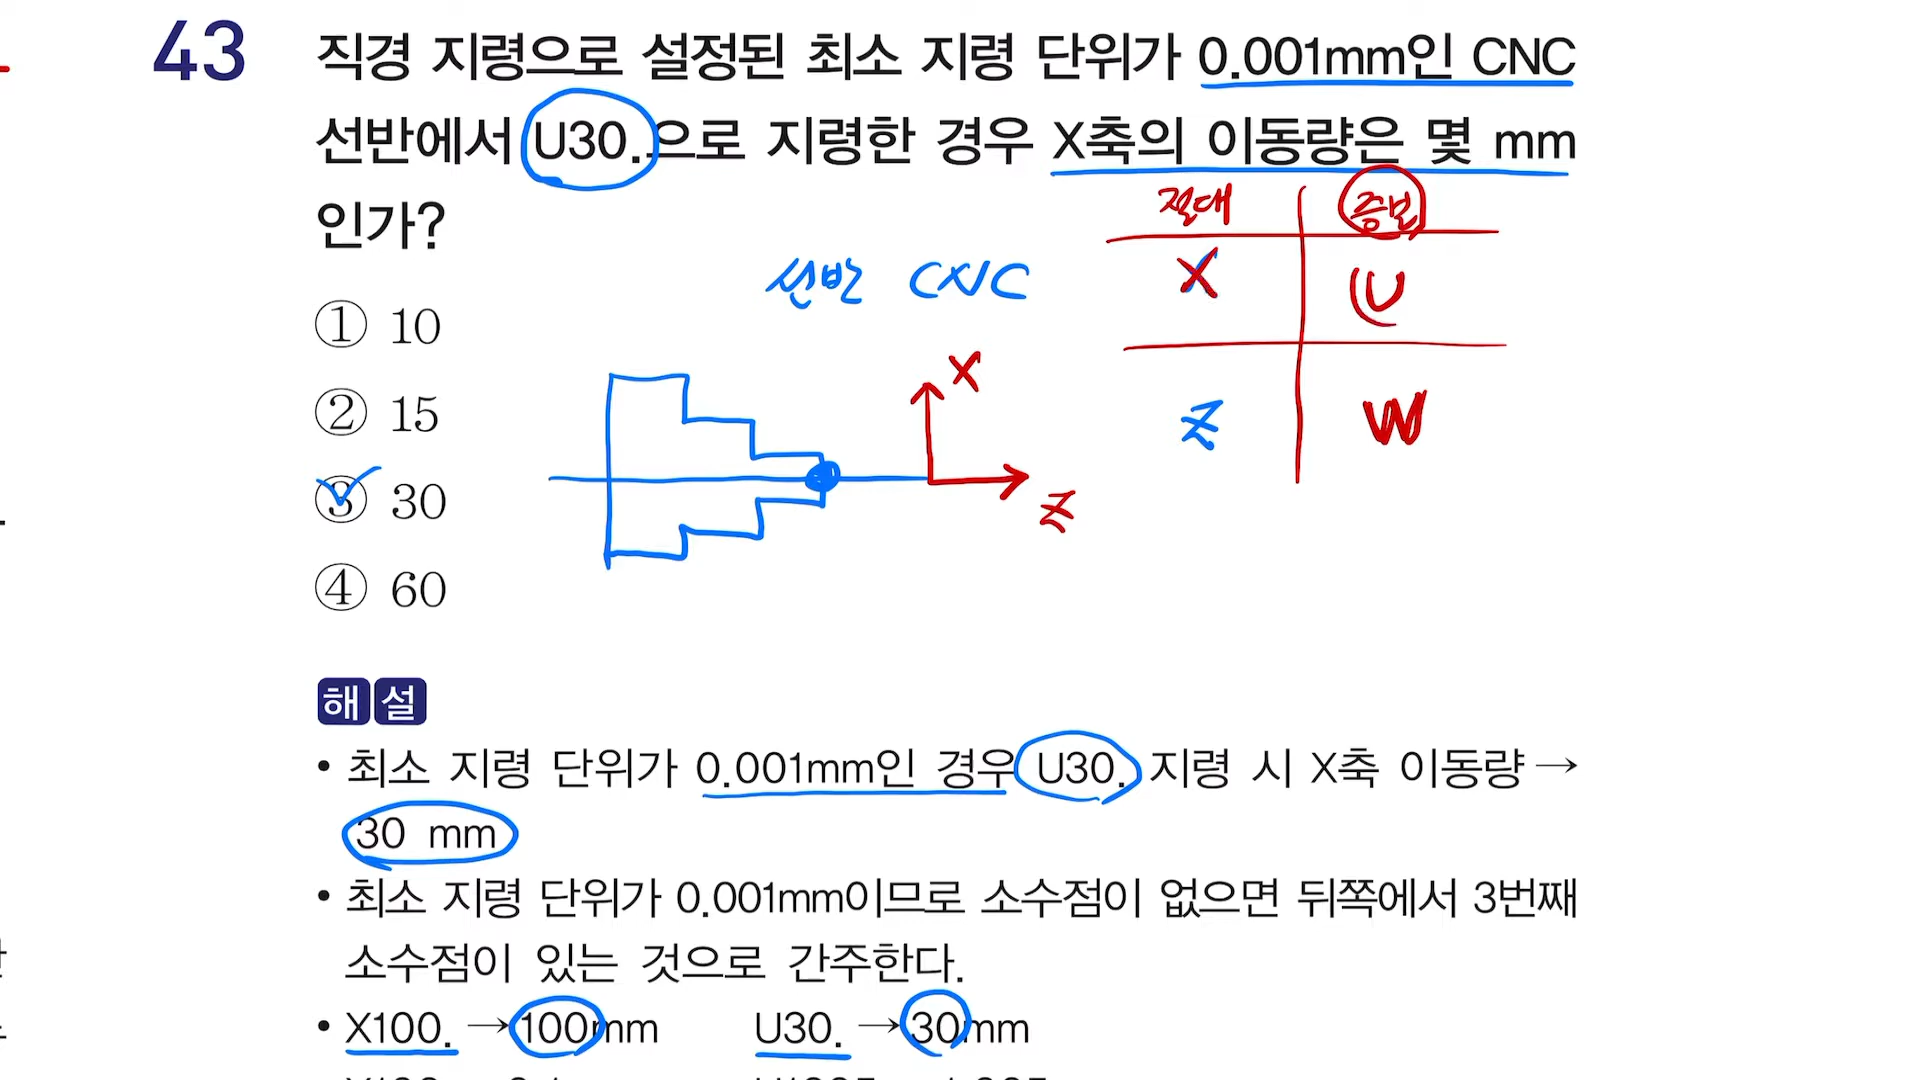 43
직경 지령으로 설정된 최소 지령 단위가 0.001mm인 CNC
선반에서 U30.으로 지령한 경우 X축의 이동량은 몇 mm
인가?
절대 증보
선반 CNC
X U
Z W
X
Z
① 10
② 15
③ 30
④ 60
해설
• 최소 지령 단위가 0.001mm인 경우 U30. 지령 시 X축 이동량→
30 mm
• 최소 지령 단위가 0.001mm이므로 소수점이 없으면 뒤쪽에서 3번째
소수점이 있는 것으로 간주한다.
• X100. →100mm U30. →30mm